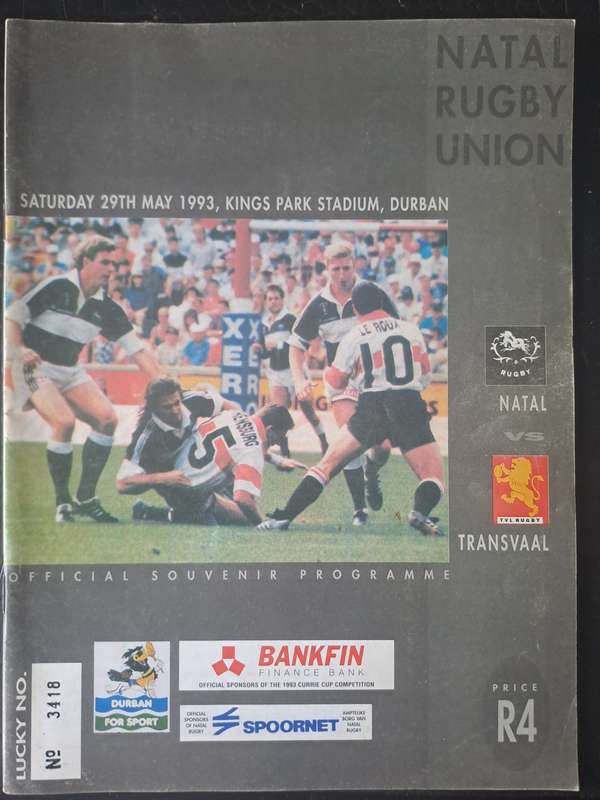 NATAL
RUGBY
UNION
SATURDAY 29TH MAY 1993, KINGS PARK STADIUM, DURBAN
XER
XER
LE ROUX
10
5
RUGBY
NATAL
VS
TVL RUGBY
TRANSVAAL
OFFICIAL SOUVENIR PROGRAMME
LUCKY NO.
Nº 3418
DURBAN
FOR SPORT
BANKFIN
FINANCE BANK
OFFICIAL SPONSORS OF THE 1993 CURRIE CUP COMPETITION
OFFICIAL
SPONSORS
OF NATAL
RUGBY
SPOORNET
AMPTELIKE
BORG VAN
NATAL
RUGBY
PRICE
R4